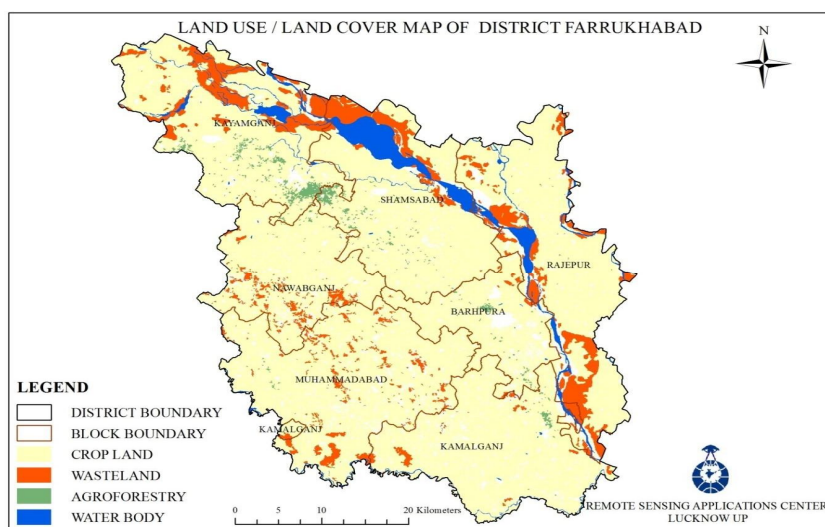 LAND USE / LAND COVER MAP OF DISTRICT FARRUKHABAD
N
KAYAMGANJ
SHAMSABAD
RAJEPUR
NAWABGANJ
BARHPURA
MUHAMMADABAD
KAMALGANJ
KAMALGANJ
LEGEND
DISTRICT BOUNDARY
BLOCK BOUNDARY
CROP LAND
WASTELAND
AGROFORESTRY
WATER BODY
0 5 10 20 Kilometers
REMOTE SENSING APPLICATIONS CENTER
LUCKNOW UP